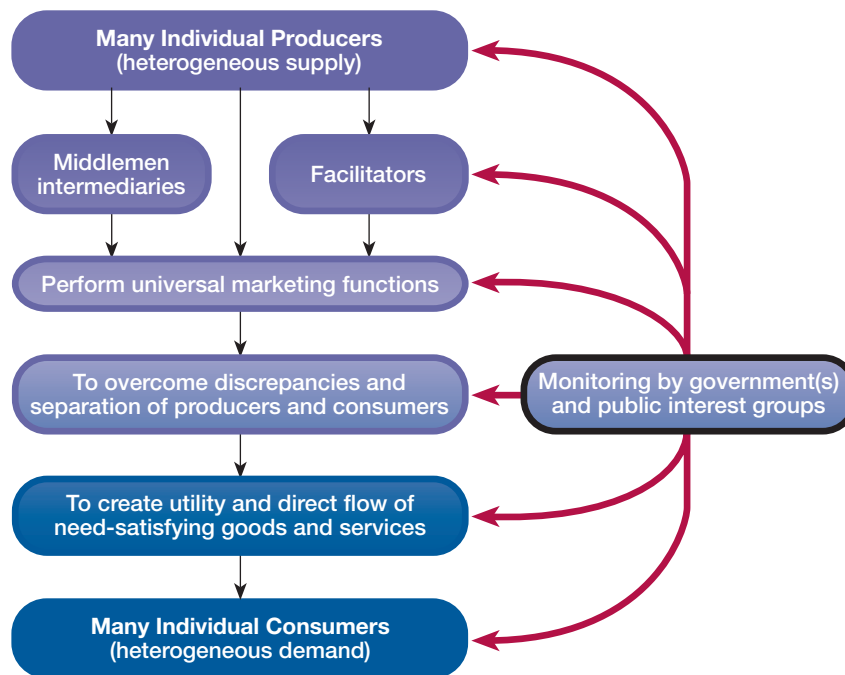 Many Individual Producers
(heterogeneous supply)
Middlemen
intermediaries
Facilitators
Perform universal marketing functions
To overcome discrepancies and
separation of producers and consumers
Monitoring by government(s)
and public interest groups
To create utility and direct flow of
need-satisfying goods and services
Many Individual Consumers
(heterogeneous demand)